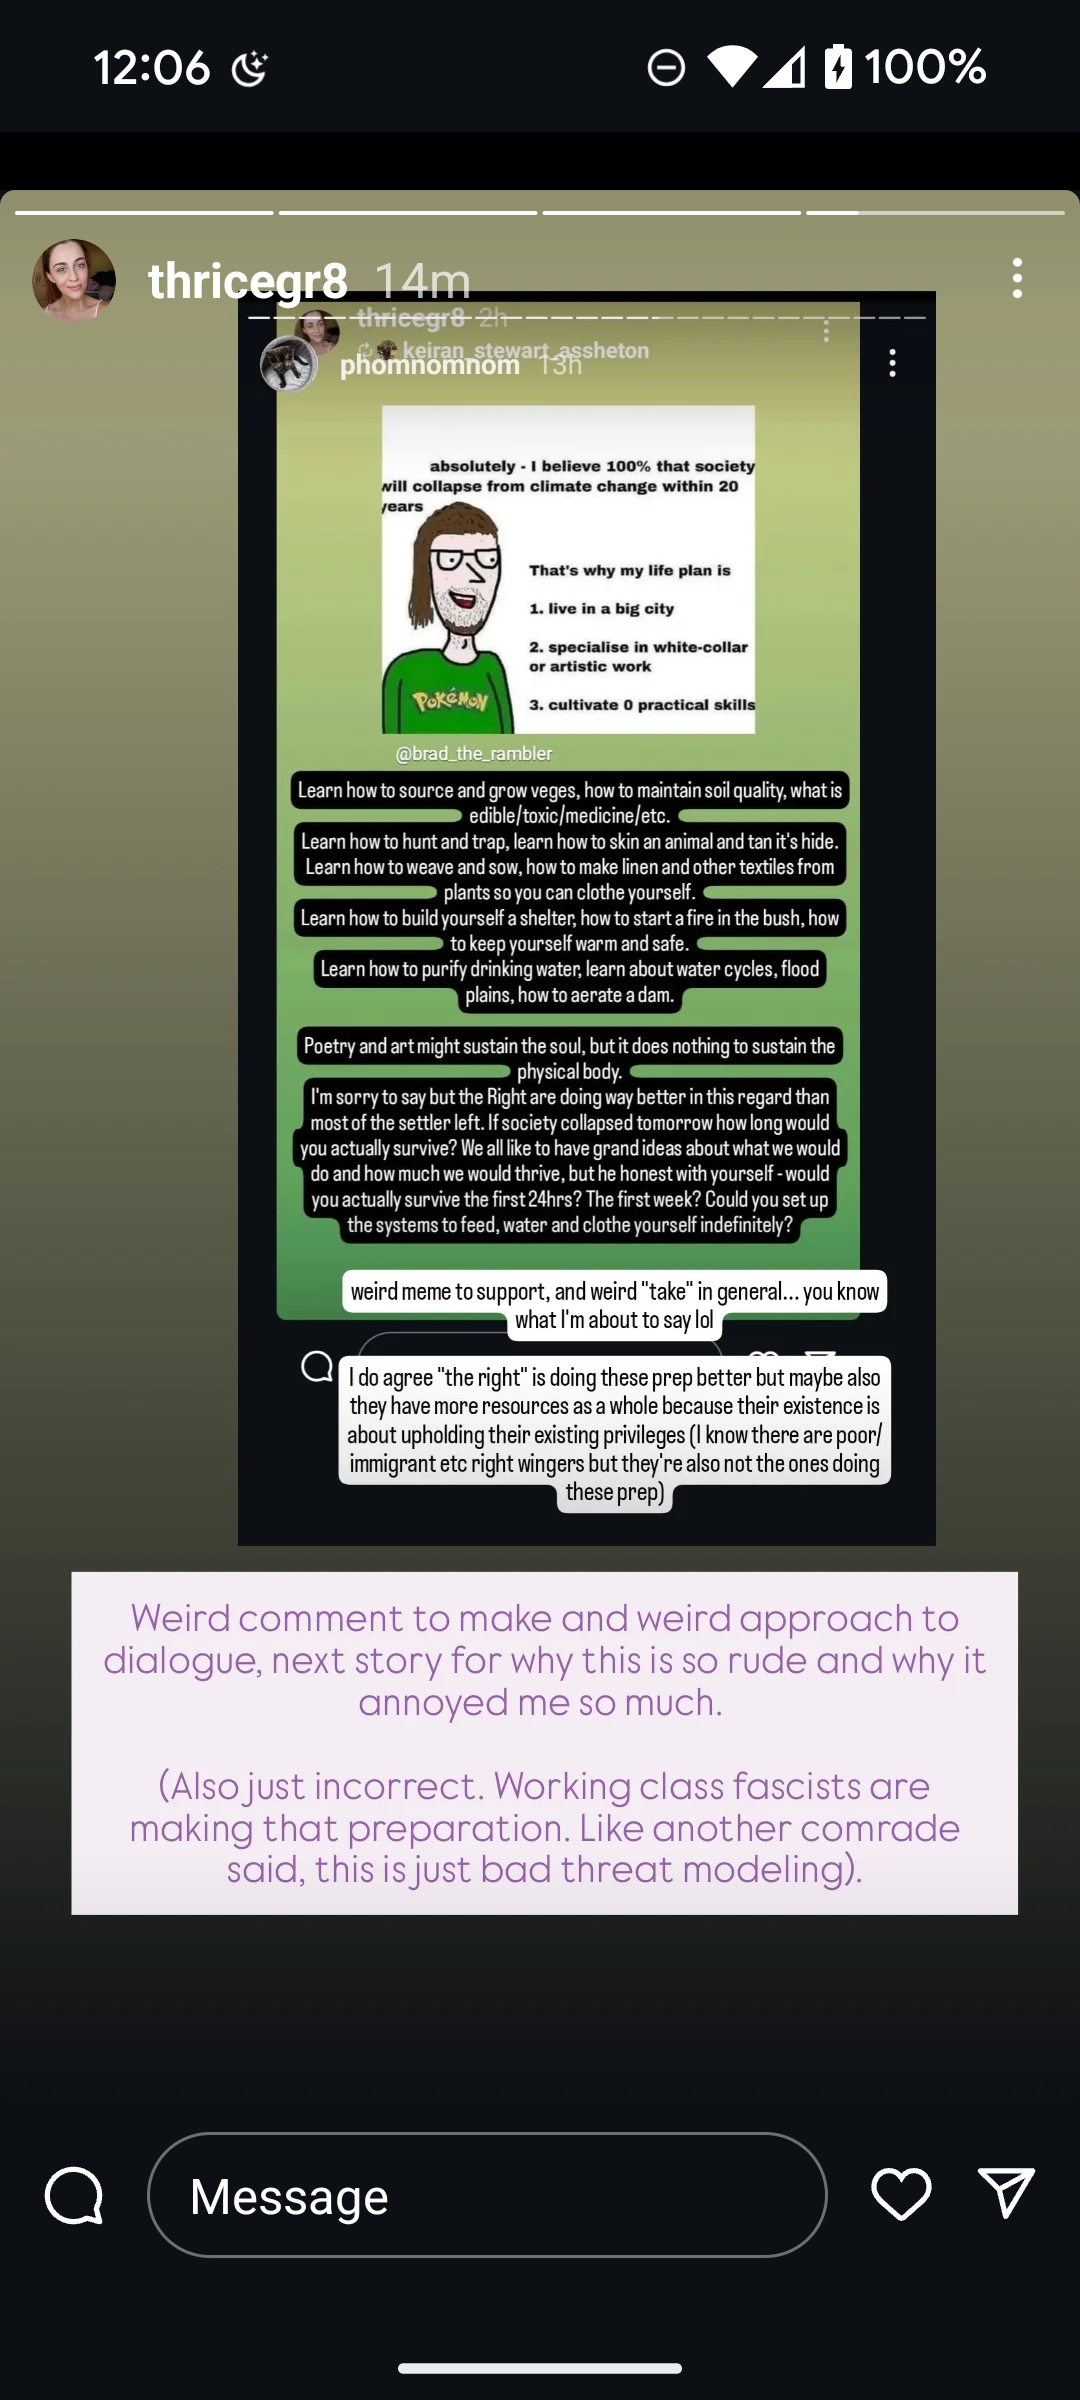 12:06
100%
thricegr8 14m
thricegr8 2h
keiran_stewart_assheton
phomnomnom 13h
absolutely - I believe 100% that society
will collapse from climate change within 20
years
That's why my life plan is
1. live in a big city
2. specialise in white-collar
or artistic work
3. cultivate 0 practical skills
POKéMON
@brad_the_rambler
Learn how to source and grow veges, how to maintain soil quality, what is
edible/toxic/medicine/etc.
Learn how to hunt and trap, learn how to skin an animal and tan it's hide.
Learn how to weave and sow, how to make linen and other textiles from
plants so you can clothe yourself.
Learn how to build yourself a shelter, how to start a fire in the bush, how
to keep yourself warm and safe.
Learn how to purify drinking water, learn about water cycles, flood
plains, how to aerate a dam.
Poetry and art might sustain the soul, but it does nothing to sustain the
physical body.
I'm sorry to say but the Right are doing way better in this regard than
most of the settler left. If society collapsed tomorrow how long would
you actually survive? We all like to have grand ideas about what we would
do and how much we would thrive, but he honest with yourself - would
you actually survive the first 24hrs? The first week? Could you set up
the systems to feed, water and clothe yourself indefinitely?
weird meme to support, and weird "take" in general... you know
what I'm about to say lol
I do agree "the right" is doing these prep better but maybe also
they have more resources as a whole because their existence is
about upholding their existing privileges (I know there are poor/
immigrant etc right wingers but they're also not the ones doing
these prep)
Weird comment to make and weird approach to
dialogue, next story for why this is so rude and why it
annoyed me so much.
(Also just incorrect. Working class fascists are
making that preparation. Like another comrade
said, this is just bad threat modeling).
Message